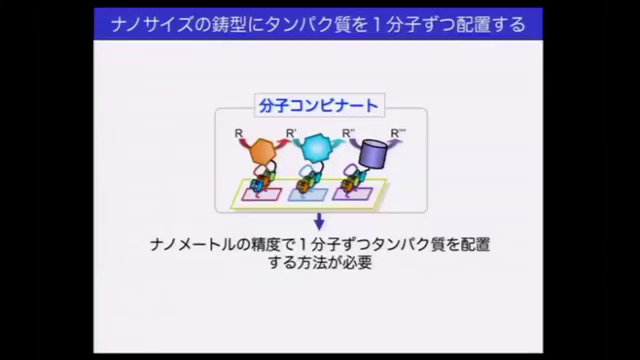 ナノサイズの鋳型にタンパク質を1分子ずつ配置する
分子コンビナート
R R' R'' R'''
ナノメートルの精度で1分子ずつタンパク質を配置
する方法が必要